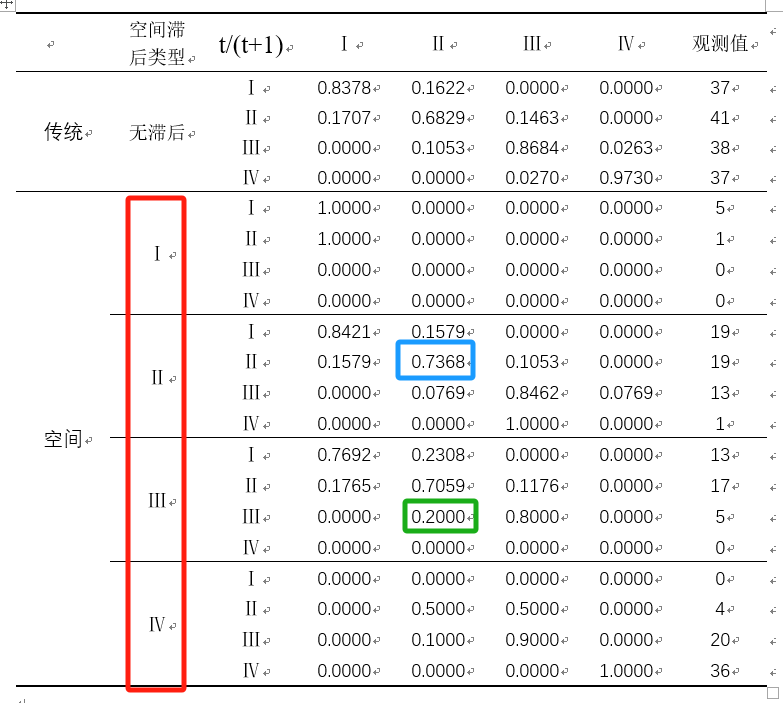 空间滞后类型 t/(t+1) Ⅰ Ⅱ Ⅲ Ⅳ 观测值
传统 无滞后 Ⅰ 0.8378 0.1622 0.0000 0.0000 37
Ⅱ 0.1707 0.6829 0.1463 0.0000 41
Ⅲ 0.0000 0.1053 0.8684 0.0263 38
Ⅳ 0.0000 0.0000 0.0270 0.9730 37
空间 Ⅰ Ⅰ 1.0000 0.0000 0.0000 0.0000 5
Ⅱ 1.0000 0.0000 0.0000 0.0000 1
Ⅲ 0.0000 0.0000 0.0000 0.0000 0
Ⅳ 0.0000 0.0000 0.0000 0.0000 0
Ⅱ Ⅰ 0.8421 0.1579 0.0000 0.0000 19
Ⅱ 0.1579 0.7368 0.1053 0.0000 19
Ⅲ 0.0000 0.0769 0.8462 0.0769 13
Ⅳ 0.0000 0.0000 1.0000 0.0000 1
Ⅲ Ⅰ 0.7692 0.2308 0.0000 0.0000 13
Ⅱ 0.1765 0.7059 0.1176 0.0000 17
Ⅲ 0.0000 0.2000 0.8000 0.0000 5
Ⅳ 0.0000 0.0000 0.0000 0.0000 0
Ⅳ Ⅰ 0.0000 0.0000 0.0000 0.0000 0
Ⅱ 0.0000 0.5000 0.5000 0.0000 4
Ⅲ 0.0000 0.1000 0.9000 0.0000 20
Ⅳ 0.0000 0.0000 0.0000 1.0000 36